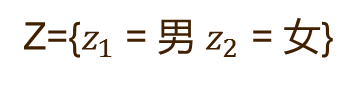 Z={z₁ = 男 z₂ = 女}